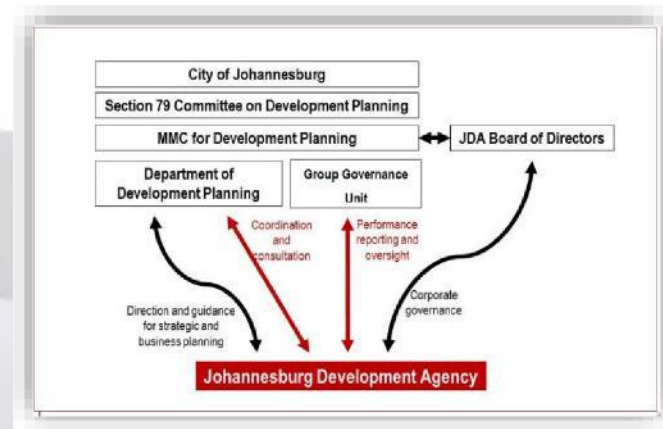 City of Johannesburg
Section 79 Committee on Development Planning
MMC for Development Planning
JDA Board of Directors
Department of
Development Planning
Group Governance
Unit
Coordination
and
consultation
Performance
reporting and
oversight
Direction and guidance
for strategic and
business planning
Corporate
governance
Johannesburg Development Agency